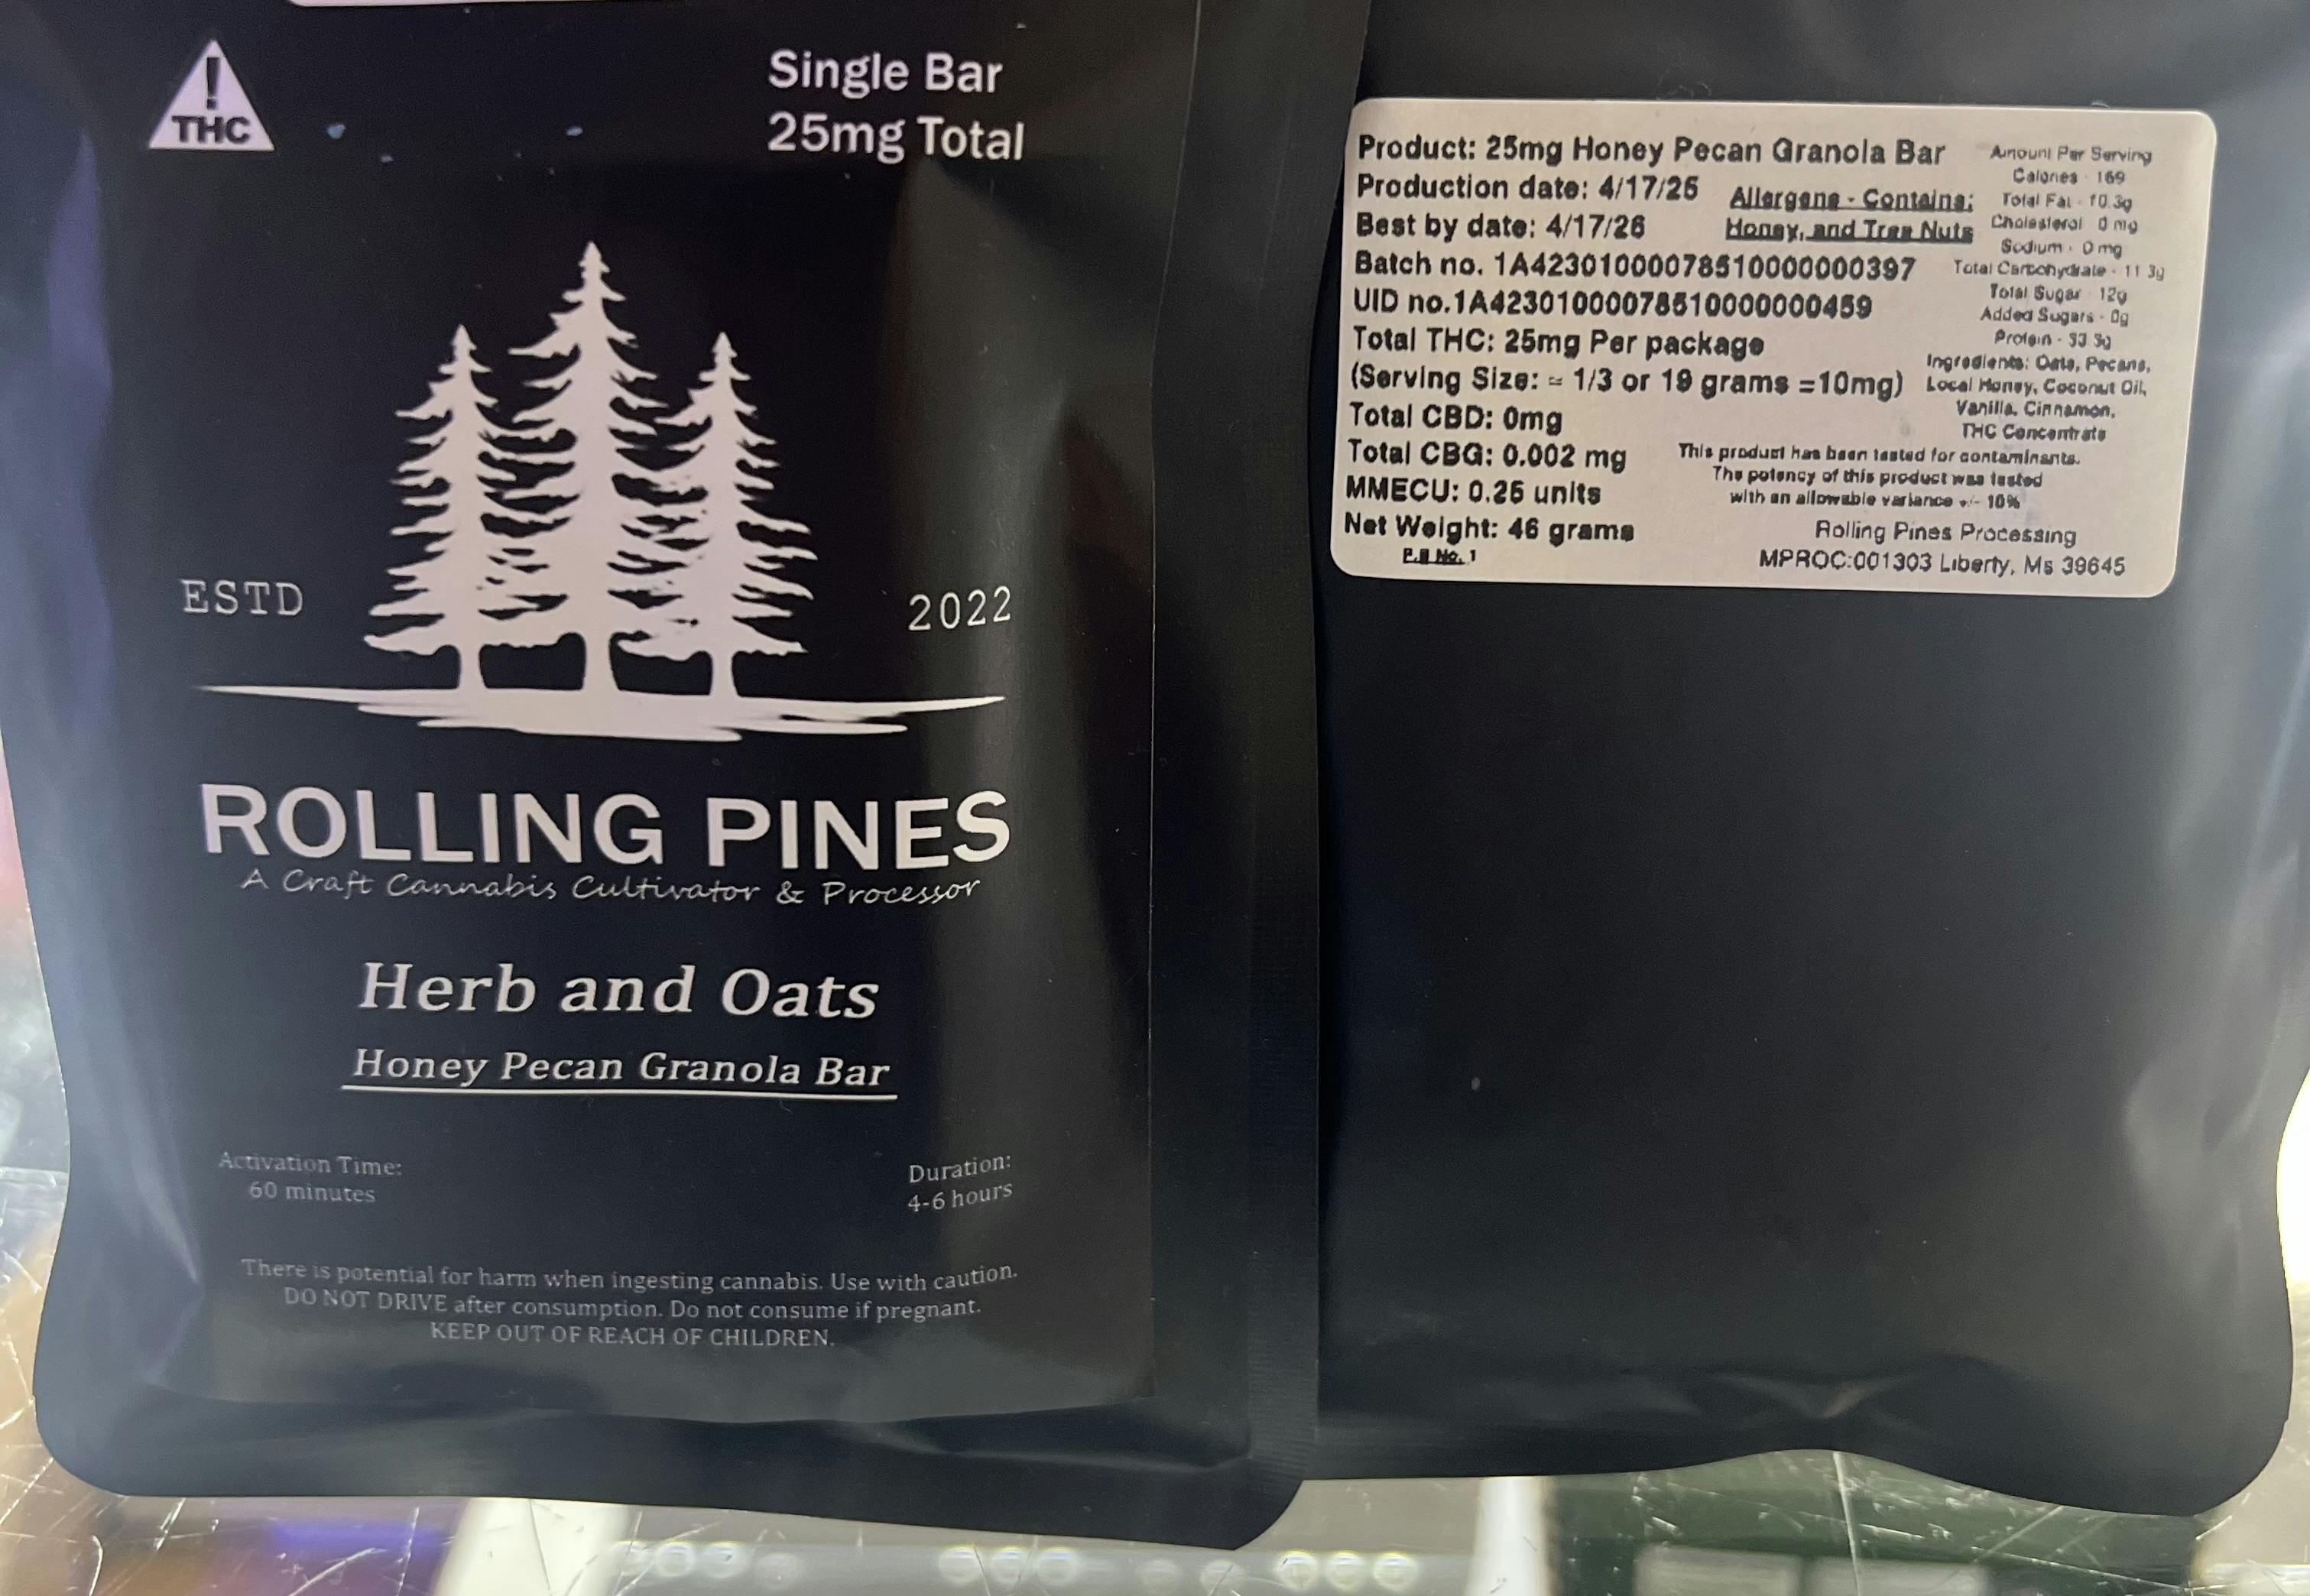 !
THC
Single Bar
25mg Total
ESTD
2022
ROLLING PINES
A Craft Cannabis Cultivator & Processor
Herb and Oats
Honey Pecan Granola Bar
Activation Time:
60 minutes
Duration:
4-6 hours
There is potential for harm when ingesting cannabis. Use with caution.
DO NOT DRIVE after consumption. Do not consume if pregnant.
KEEP OUT OF REACH OF CHILDREN.
Product: 25mg Honey Pecan Granola Bar
Production date: 4/17/25
Best by date: 4/17/26
Allergens - Contains:
Honey, and Tree Nuts
Batch no. 1A4230100007851000000397
UID no.1A4230100007851000000459
Total THC: 25mg Per package
(Serving Size: ≈ 1/3 or 19 grams =10mg)
Total CBD: 0mg
Total CBG: 0.002 mg
MMECU: 0.25 units
Net Weight: 46 grams
No. 1
Amount Per Serving
Calories - 169
Total Fat - 10.3g
Cholesterol 0 mg
Sodium - 0 mg
Total Carbohydrate - 11.3g
Total Sugar 12g
Added Sugars - 0g
Protein - 33.3g
Ingredients: Oats, Pecans,
Local Honey, Coconut Oil,
Vanilla, Cinnamon,
THC Concentrate
This product has been tested for contaminants.
The potency of this product was tested
with an allowable variance +/- 10%
Rolling Pines Processing
MPROC:001303 Liberty, Ms 39645